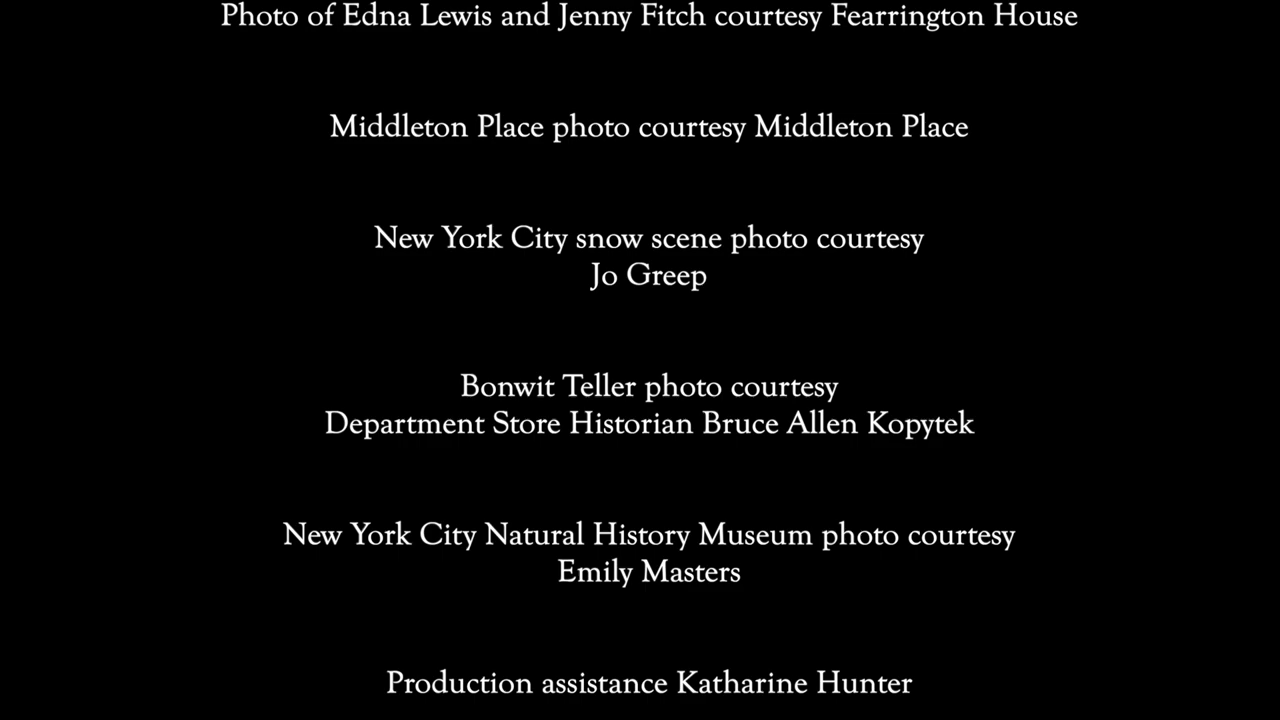 Photo of Edna Lewis and Jenny Fitch courtesy Fearrington House
Middleton Place photo courtesy Middleton Place
New York City snow scene photo courtesy
Jo Greep
Bonwit Teller photo courtesy
Department Store Historian Bruce Allen Kopytek
New York City Natural History Museum photo courtesy
Emily Masters
Production assistance Katharine Hunter